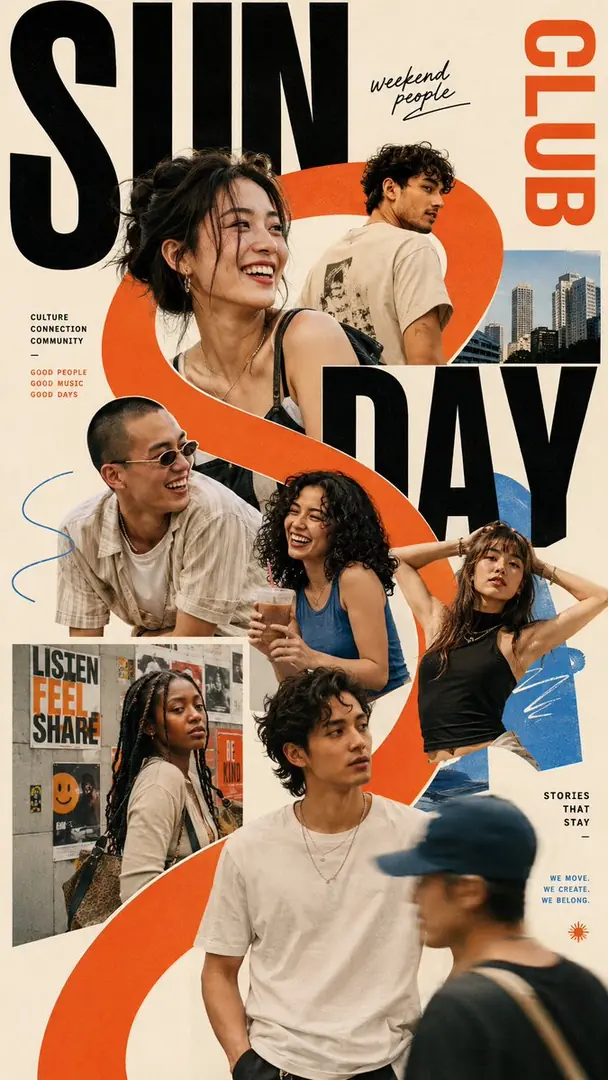 SUN
CLUB
weekend
people
CULTURE
CONNECTION
COMMUNITY
GOOD PEOPLE
GOOD MUSIC
GOOD DAYS
DAY
LISTEN
FEEL
SHARE
BE
KIND
STORIES
THAT
STAY
WE MOVE.
WE CREATE.
WE BELONG.